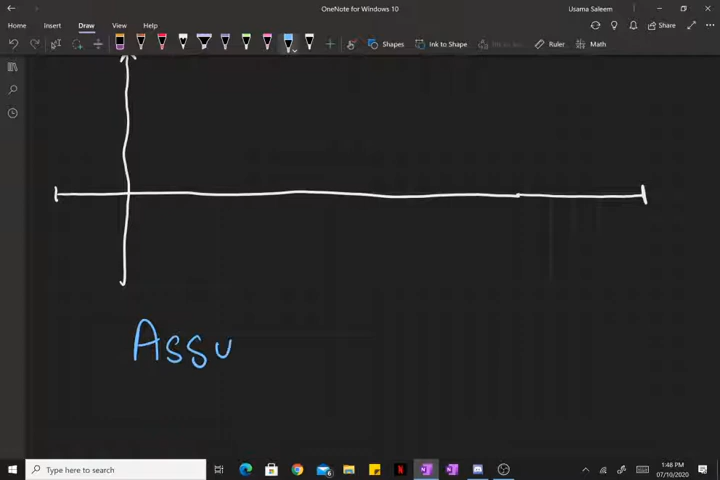 OneNote for Windows 10
Usama Saleem
Home Insert Draw View Help
Share
Shapes Ink to Shape Ruler Math
Assu
Type here to search
6
1:48 PM
07/10/2020